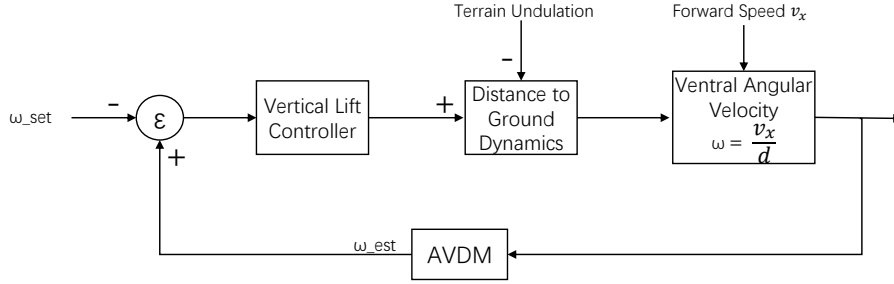 Terrain Undulation
Forward Speed v_x
-
ω_set
-
ε
+
Vertical Lift
Controller
+
Distance to
Ground
Dynamics
Ventral Angular
Velocity
ω = v_x/d
ω_est
AVDM